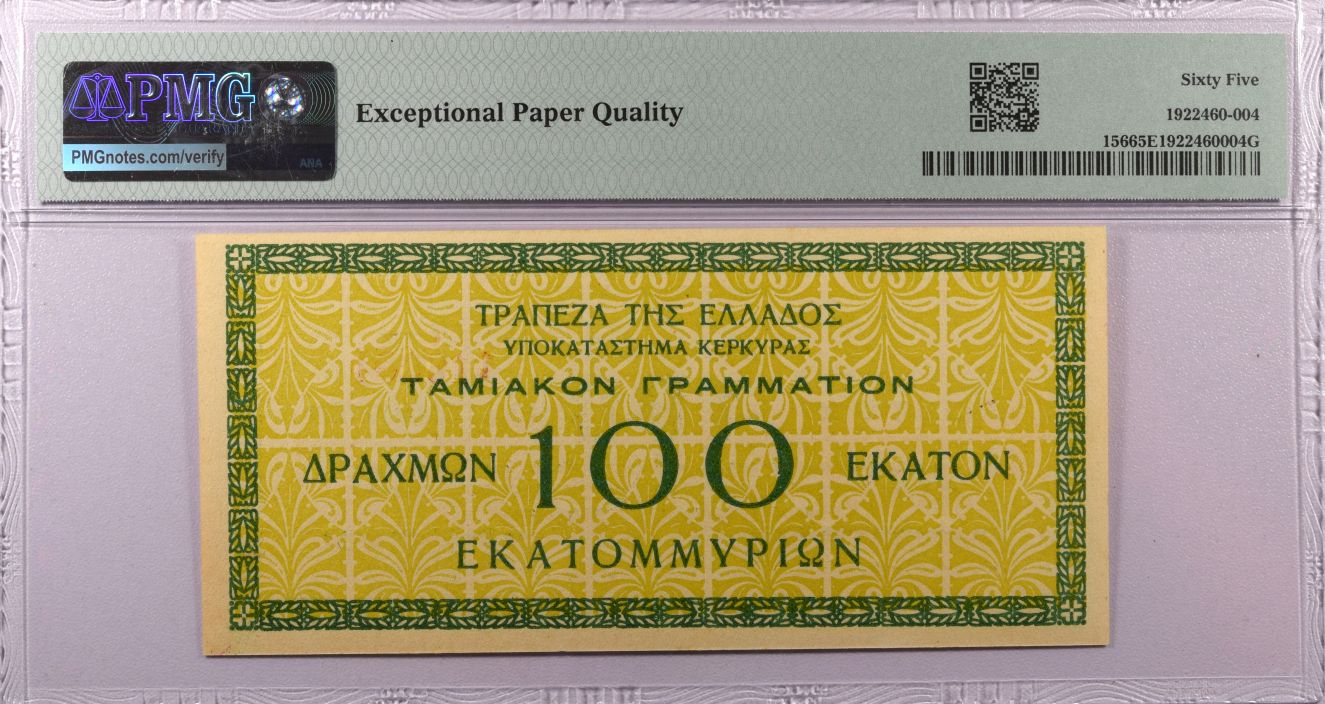 PMG
PMGnotes.com/verify
ANA
Exceptional Paper Quality
Sixty Five
1922460-004
15665E1922460004G
ΤΡΑΠΕΖΑ ΤΗΣ ΕΛΛΑΔΟΣ
ΥΠΟΚΑΤΑΣΤΗΜΑ ΚΕΡΚΥΡΑΣ
ΤΑΜΙΑΚΟΝ ΓΡΑΜΜΑΤΙΟΝ
ΔΡΑΧΜΩΝ 100 ΕΚΑΤΟΝ
ΕΚΑΤΟΜΜΥΡΙΩΝ